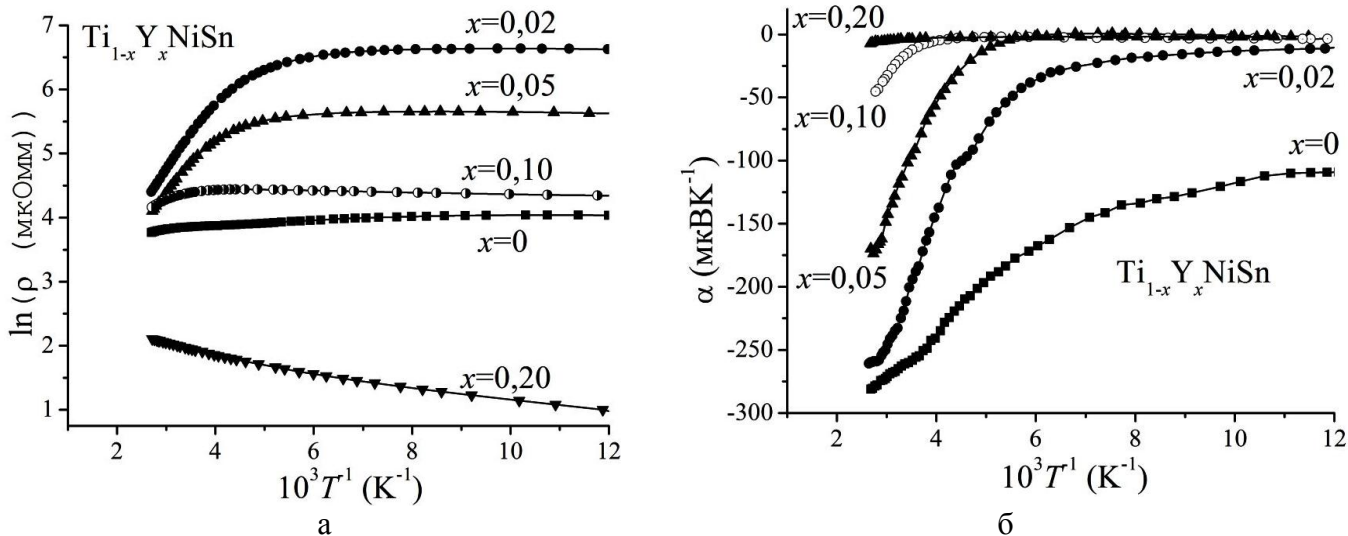 Ti₁₋ₓYₓNiSn
x=0,02
x=0,05
x=0,10
x=0
x=0,20
ln (ρ (мкОмм))
7
6
5
4
3
2
1
2 4 6 8 10 12
10³T⁻¹ (K⁻¹)
а
x=0,20
x=0,02
x=0,10
x=0
x=0,05
Ti₁₋ₓYₓNiSn
α (мкВК⁻¹)
0
-50
-100
-150
-200
-250
-300
2 4 6 8 10 12
10³T⁻¹ (K⁻¹)
б